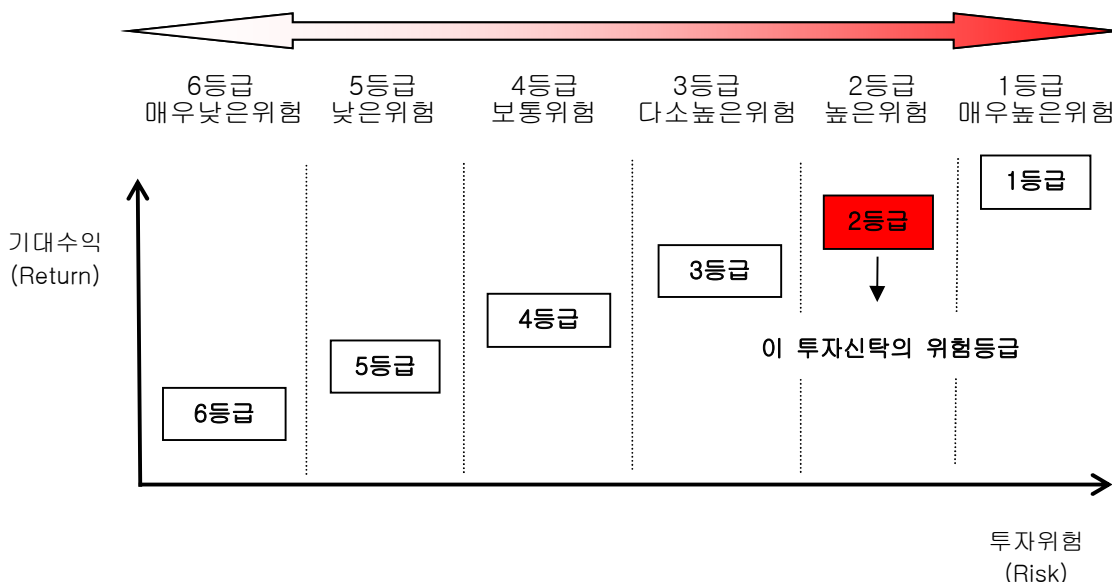 6등급 5등급 4등급 3등급 2등급 1등급
매우낮은위험 낮은위험 보통위험 다소높은위험 높은위험 매우높은위험
1등급
2등급
기대수익
(Return)
3등급
4등급
이 투자신탁의 위험등급
5등급
6등급
투자위험
(Risk)